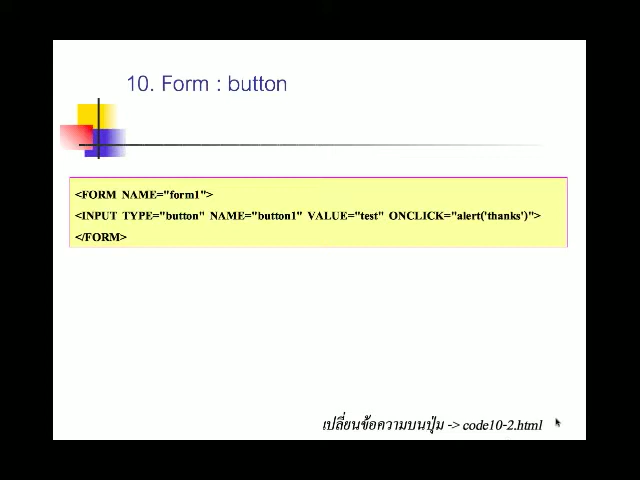 10. Form : button
<FORM NAME="form1">
<INPUT TYPE="button" NAME="button1" VALUE="test" ONCLICK="alert('thanks')">
</FORM>
เปลี่ยนข้อความบนปุ่ม -> code10-2.html